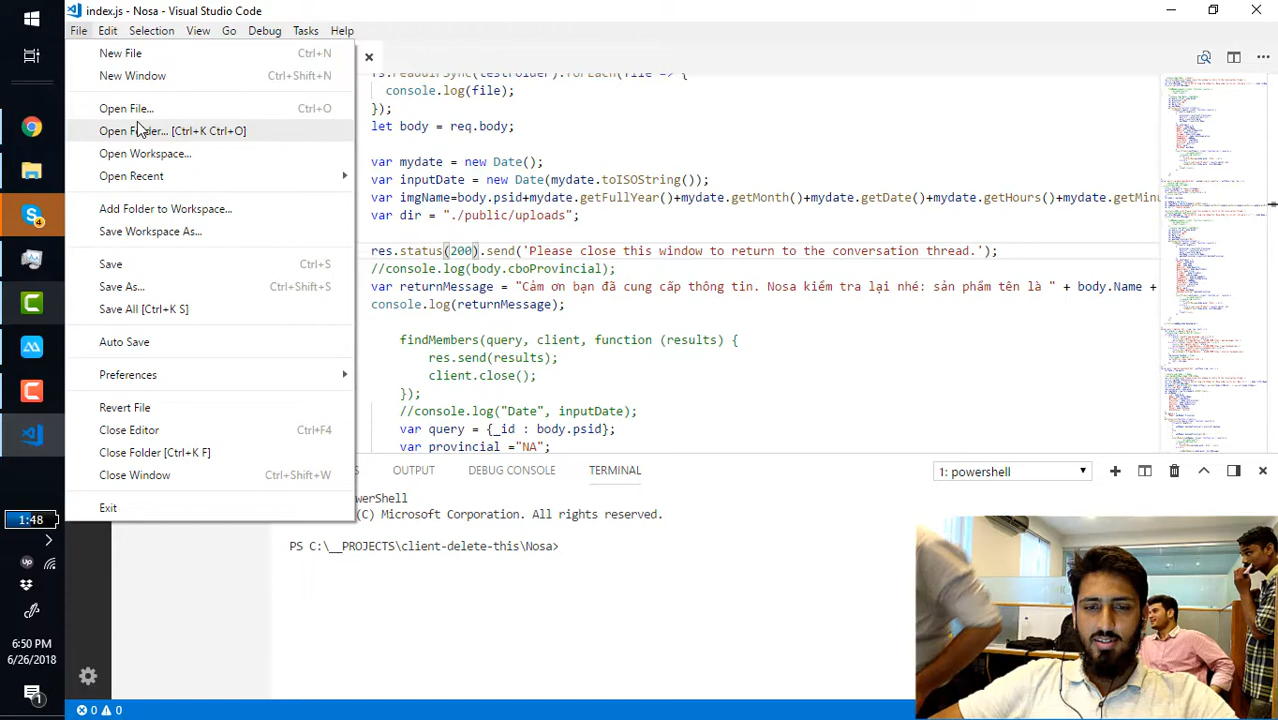 index.js - Nosa - Visual Studio Code
File Edit Selection View Go Debug Tasks Help
New File Ctrl+N
New Window Ctrl+Shift+N
Open File... Ctrl+O
Open Folder... [Ctrl+K Ctrl+O]
Open Workspace...
Open Recent
Add Folder to Workspace...
Save Workspace As...
Save Ctrl+S
Save As... Ctrl+Shift+S
Save All [Ctrl+K S]
Auto Save
Preferences
Revert File
Close Editor Ctrl+F4
Close Folder [Ctrl+K F]
Close Window Ctrl+Shift+W
Exit
fs.readdirSync(testFolder).forEach(file => {
console.log(file);
});
let body = req.body;
var mydate = new Date();
var inputDate = new Date(mydate.toISOString());
var imgName=body.psid+mydate.getFullYear()+mydate.getMonth()+mydate.getDate()+mydate.getHours()+mydate.getMinu
var dir = "./public/uploads";
res.status(200).send('Please close this window to return to the conversation thread.');
//console.log(body.cboProvincial);
var returnMessage = "Cảm ơn bạn đã cung cấp thông tin. Nosa kiểm tra lại nhé: sản phẩm tên là " + body.Name +
console.log(returnMessage);
findMembers(query, client, function (results) {
res.send(results);
client.close();
});
//console.log("Date", inputDate);
var query = {_id : body.psid};
var provincial = "NA";
S OUTPUT DEBUG CONSOLE TERMINAL 1: powershell
werShell
(C) Microsoft Corporation. All rights reserved.
PS C:\__PROJECTS\client-delete-this\Nosa>
1:48
Up
6:50 PM
6/26/2018
1
0 0